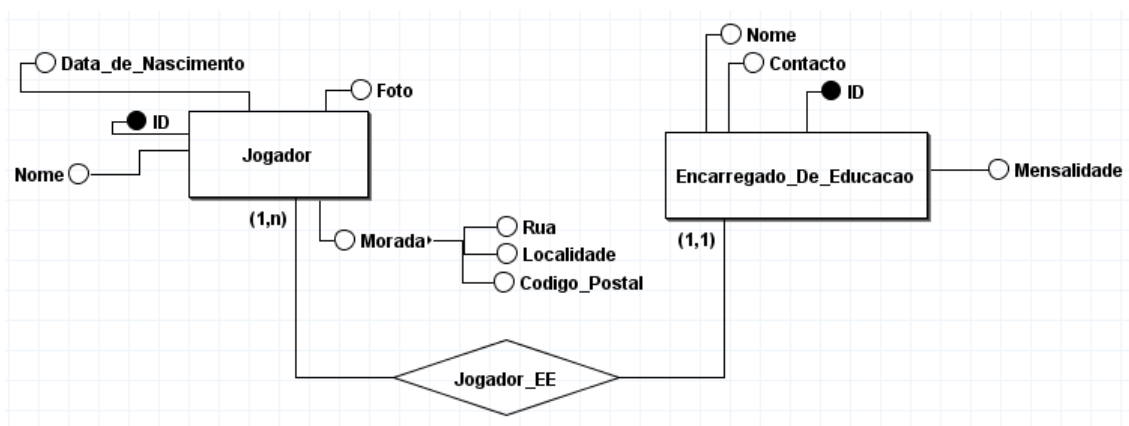 Nome
Data_de_Nascimento
Contacto
Foto
ID
ID
Jogador
Nome
Encarregado_De_Educacao
Mensalidade
(1,n)
Rua
Morada
(1,1)
Localidade
Codigo_Postal
Jogador_EE